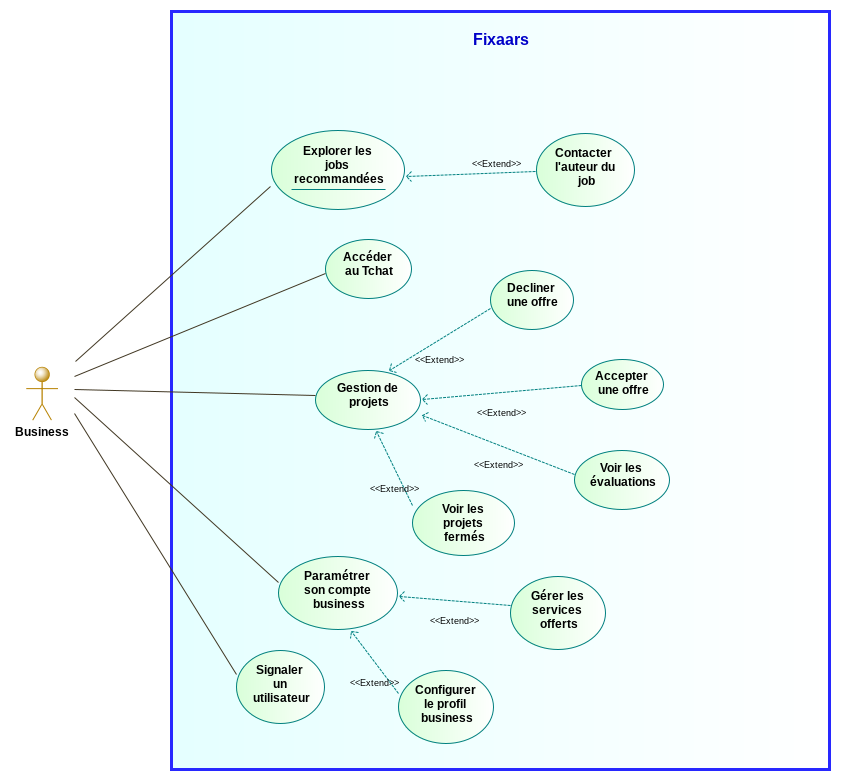 Fixaars
Explorer les
jobs
recommandées
<<Extend>>
Contacter
l'auteur du
job
Accéder
au Tchat
Decliner
une offre
<<Extend>>
Business
Gestion de
projets
Accepter
une offre
<<Extend>>
<<Extend>>
Voir les
évaluations
<<Extend>>
Voir les
projets
fermés
Paramétrer
son compte
business
Gérer les
services
offerts
<<Extend>>
Signaler
un
utilisateur
<<Extend>>
Configurer
le profil
business